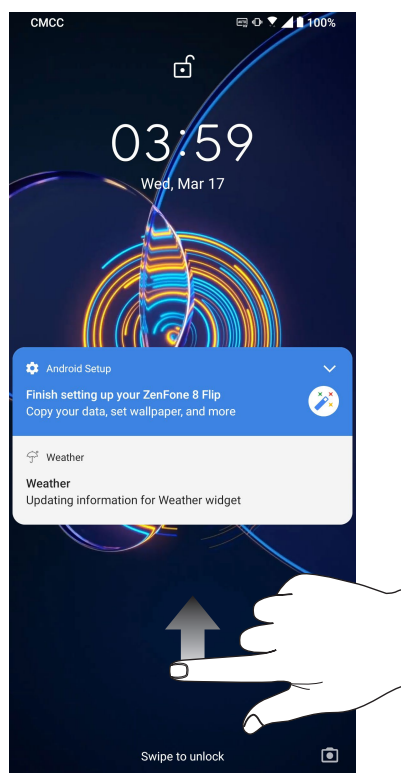 CMCC
100%
03:59
Wed, Mar 17
Android Setup
Finish setting up your ZenFone 8 Flip
Copy your data, set wallpaper, and more
Weather
Weather
Updating information for Weather widget
Swipe to unlock